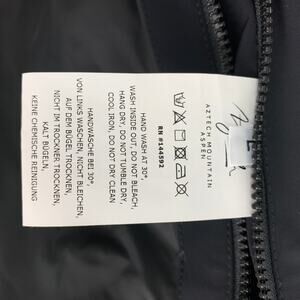 AZTECH MOUNTAIN
ASPEN
RN #144592
HAND WASH AT 30°,
WASH INSIDE OUT, DO NOT BLEACH,
HANG DRY, DO NOT TUMBLE DRY,
COOL IRON, DO NOT DRY CLEAN
HANDWÄSCHE BEI 30°,
VON LINKS WASCHEN, NICHT BLEICHEN,
AUF DEM BÜGEL TROCKNEN,
NICHT IM TROCKNER TROCKNEN,
KALT BÜGELN,
KEINE CHEMISCHE REINIGUNG